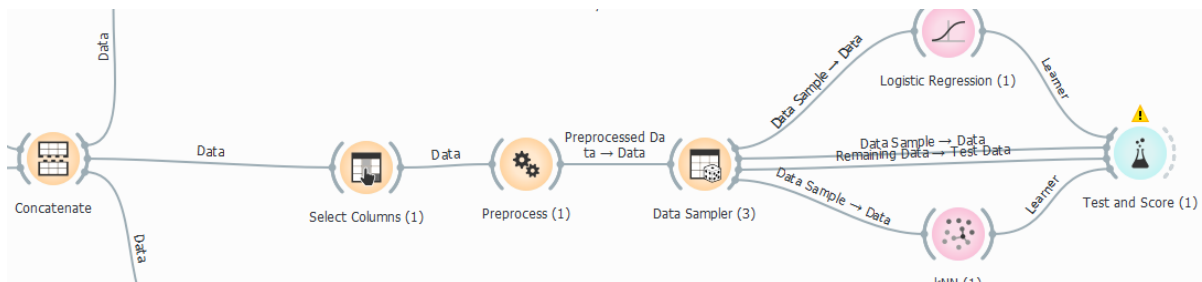 Data
Data Sample → Data
Logistic Regression (1)
Learner
Concatenate
Data
Select Columns (1)
Data
Preprocess (1)
Preprocessed Da
ta → Data
Data Sampler (3)
Data Sample → Data
Remaining Data → Test Data
Test and Score (1)
Data Sample → Data
Learner
Data
kNN (1)